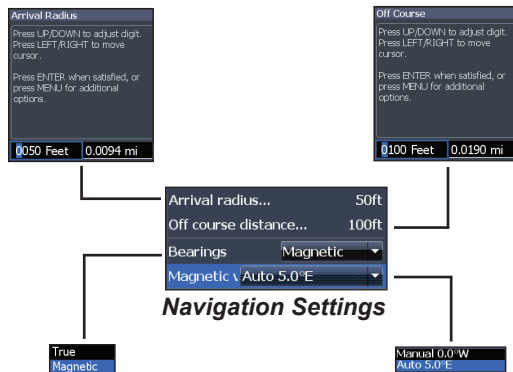 Arrival Radius
Press UP/DOWN to adjust digit.
Press LEFT/RIGHT to move
cursor.
Press ENTER when satisfied, or
press MENU for additional
options.
0050 Feet 0.0094 mi
Off Course
Press UP/DOWN to adjust digit.
Press LEFT/RIGHT to move
cursor.
Press ENTER when satisfied, or
press MENU for additional
options.
0100 Feet 0.0190 mi
Arrival radius... 50ft
Off course distance... 100ft
Bearings Magnetic
Magnetic v Auto 5.0°E
Navigation Settings
True
Magnetic
Manual 0.0°W
Auto 5.0°E